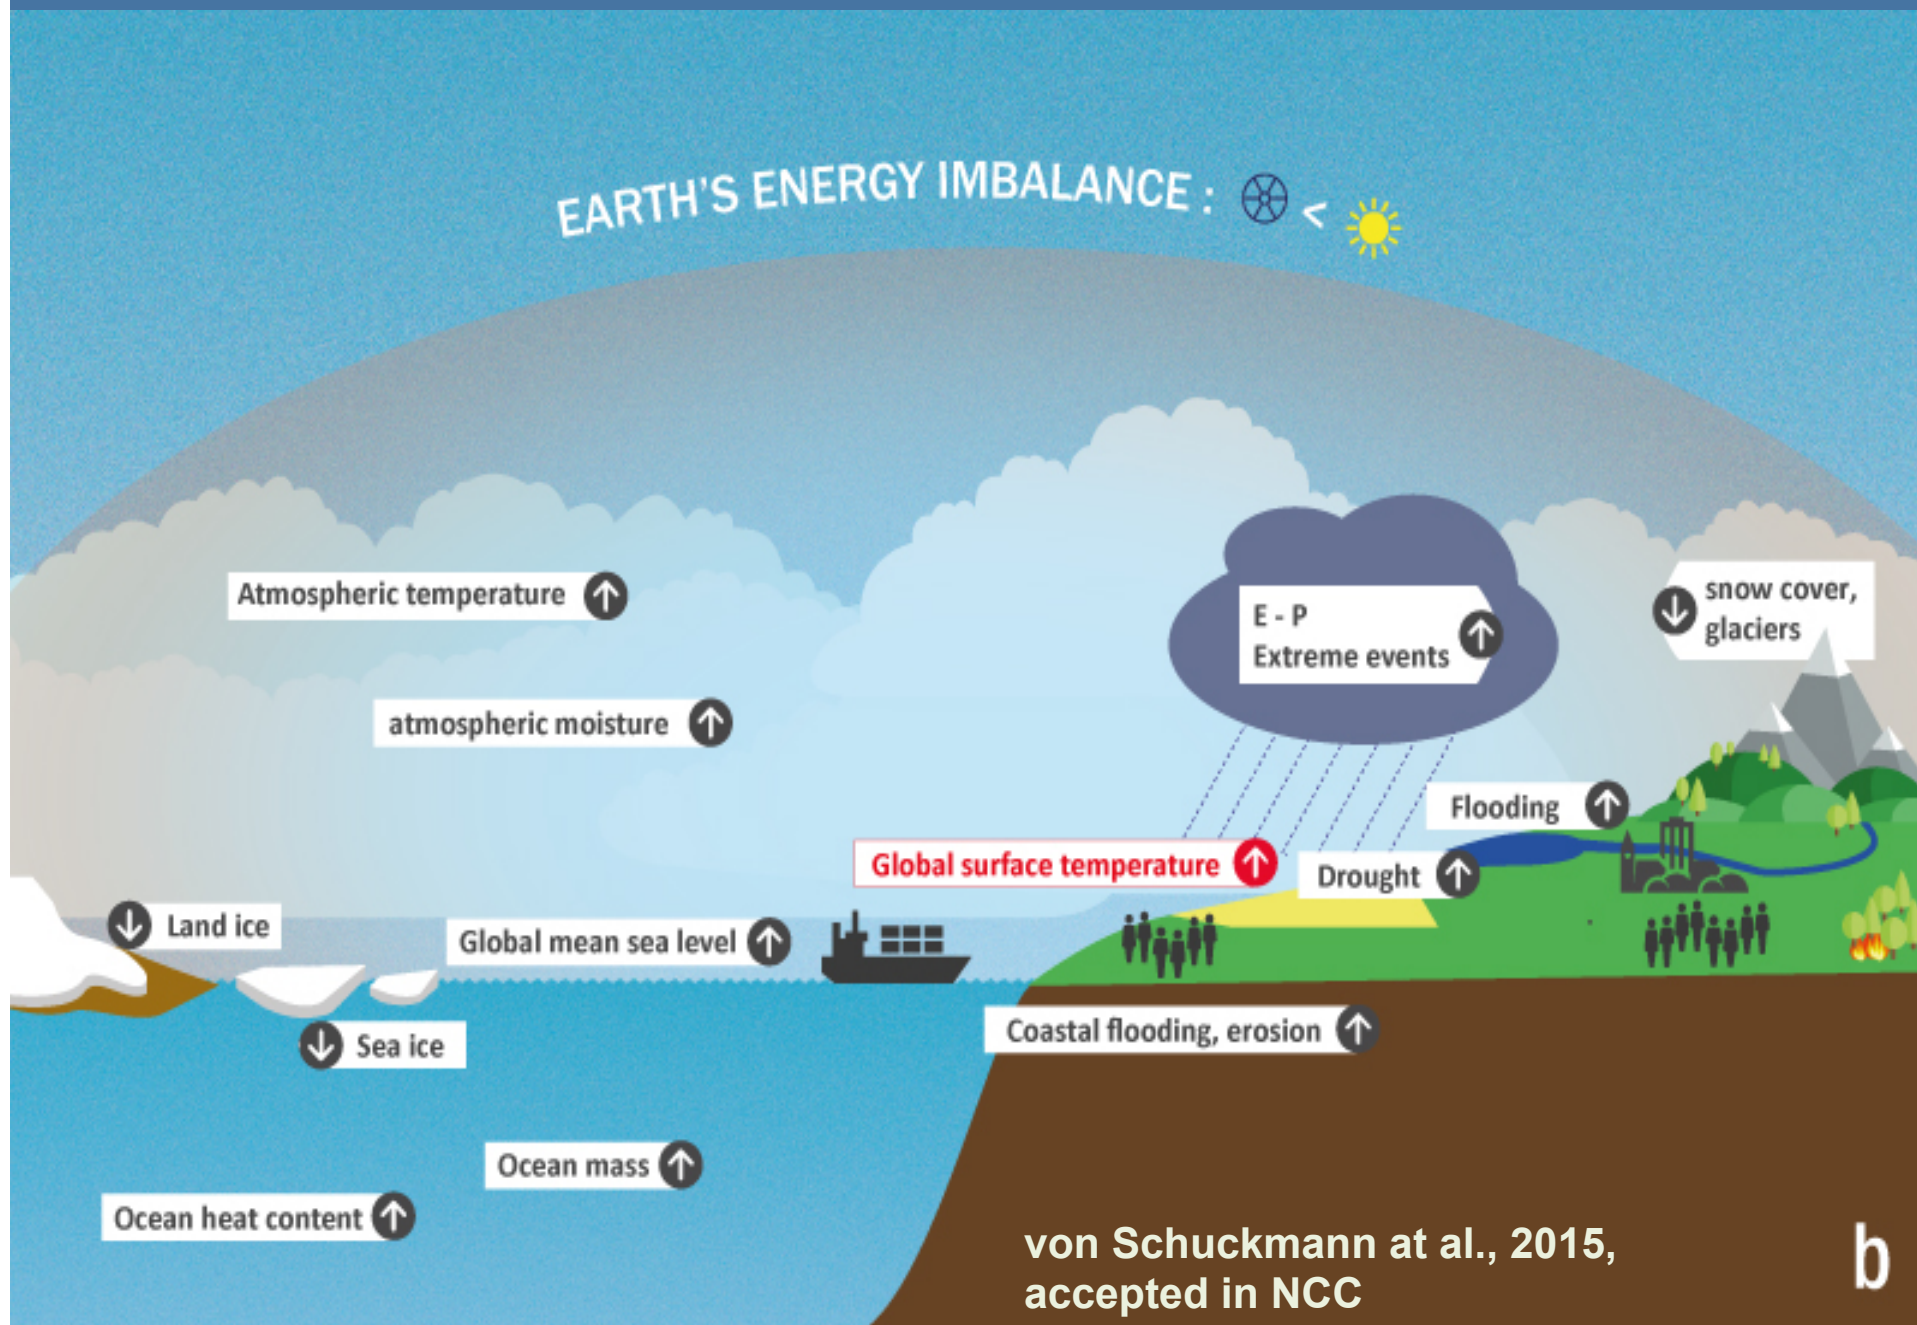 EARTH'S ENERGY IMBALANCE : <
Atmospheric temperature
E - P
Extreme events
snow cover,
glaciers
atmospheric moisture
Flooding
Global surface temperature
Drought
Land ice
Global mean sea level
Coastal flooding, erosion
Sea ice
Ocean mass
Ocean heat content
von Schuckmann at al., 2015,
accepted in NCC
b